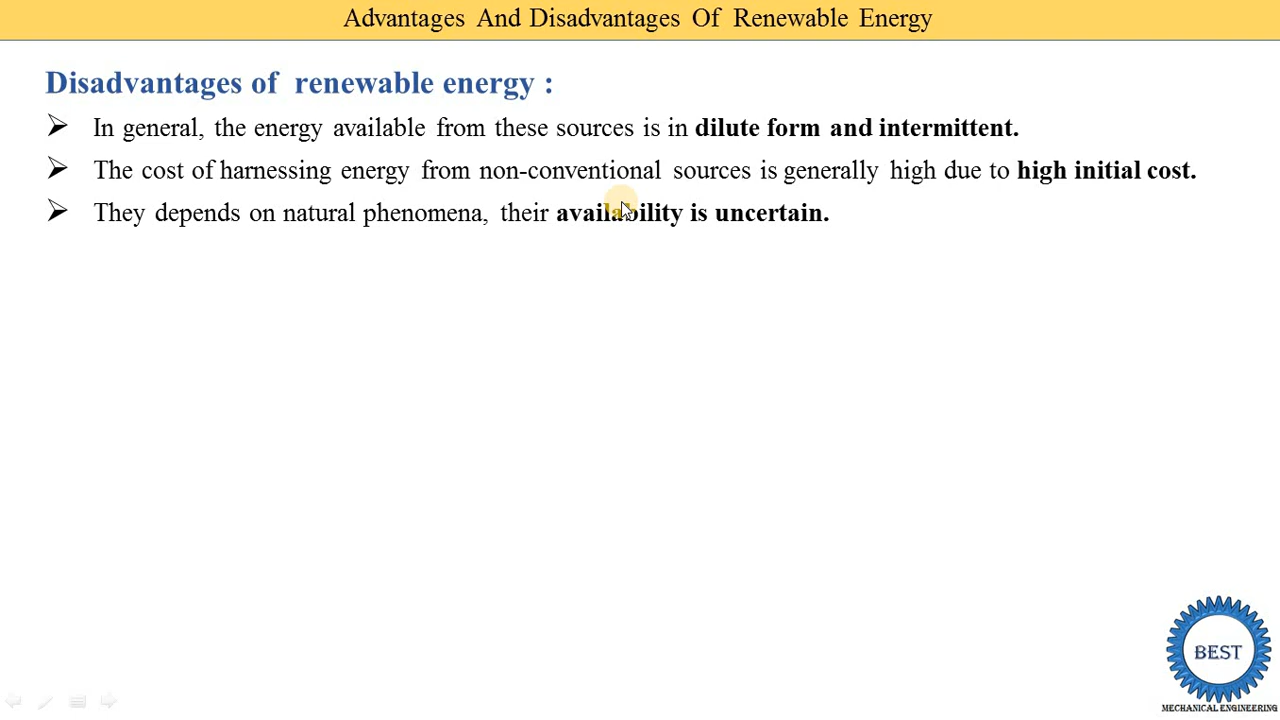 Advantages And Disadvantages Of Renewable Energy
Disadvantages of renewable energy :
In general, the energy available from these sources is in dilute form and intermittent.
The cost of harnessing energy from non-conventional sources is generally high due to high initial cost.
They depends on natural phenomena, their availability is uncertain.
BEST
MECHANICAL ENGINEERING